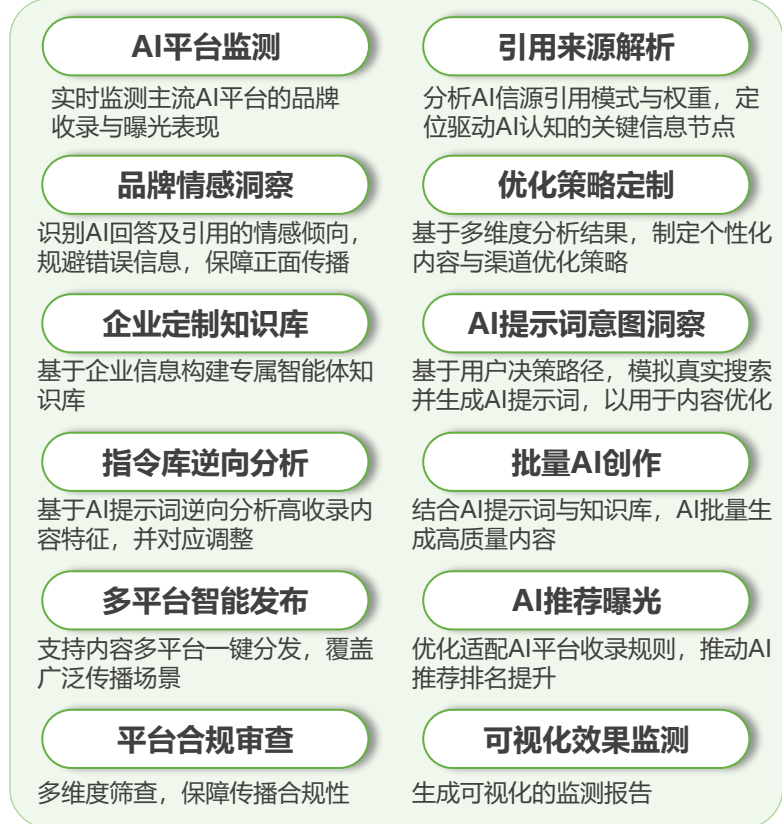 AI平台监测
实时监测主流AI平台的品牌
收录与曝光表现
引用来源解析
分析AI信源引用模式与权重，定
位驱动AI认知的关键信息节点
品牌情感洞察
识别AI回答及引用的情感倾向，
规避错误信息，保障正面传播
优化策略定制
基于多维度分析结果，制定个性化
内容与渠道优化策略
企业定制知识库
基于企业信息构建专属智能体知
识库
AI提示词意图洞察
基于用户决策路径，模拟真实搜索
并生成AI提示词，以用于内容优化
指令库逆向分析
基于AI提示词逆向分析高收录内
容特征，并对应调整
批量AI创作
结合AI提示词与知识库，AI批量生
成高质量内容
多平台智能发布
支持内容多平台一键分发，覆盖
广泛传播场景
AI推荐曝光
优化适配AI平台收录规则，推动AI
推荐排名提升
平台合规审查
多维度筛查，保障传播合规性
可视化效果监测
生成可视化的监测报告